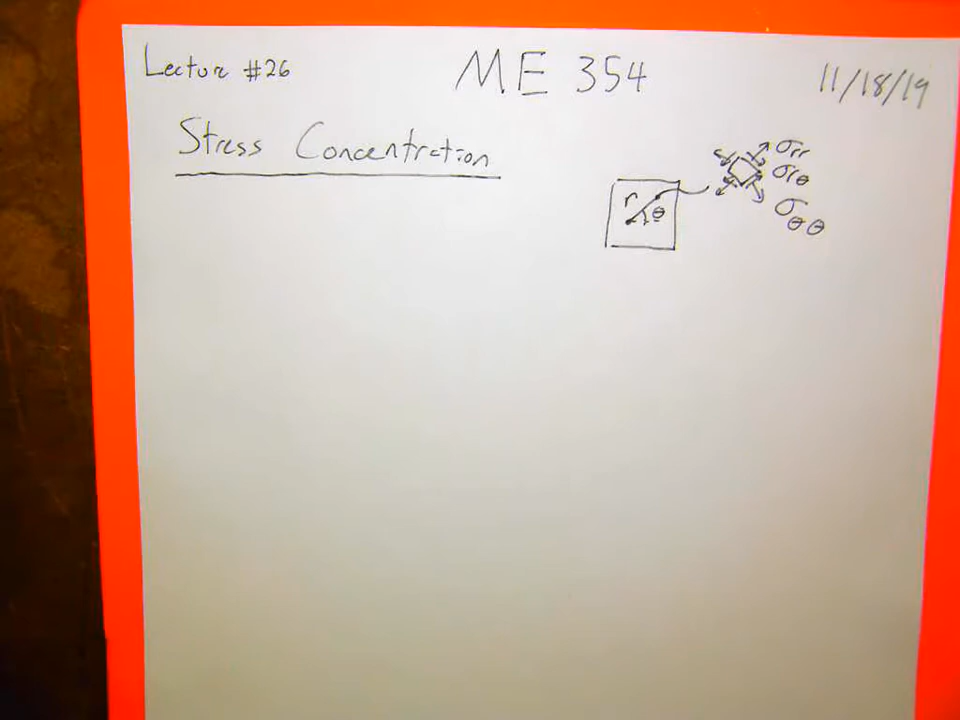 Lecture #26 ME 354 11/18/19
Stress Concentration
σrr
σrθ
σθθ
r θ